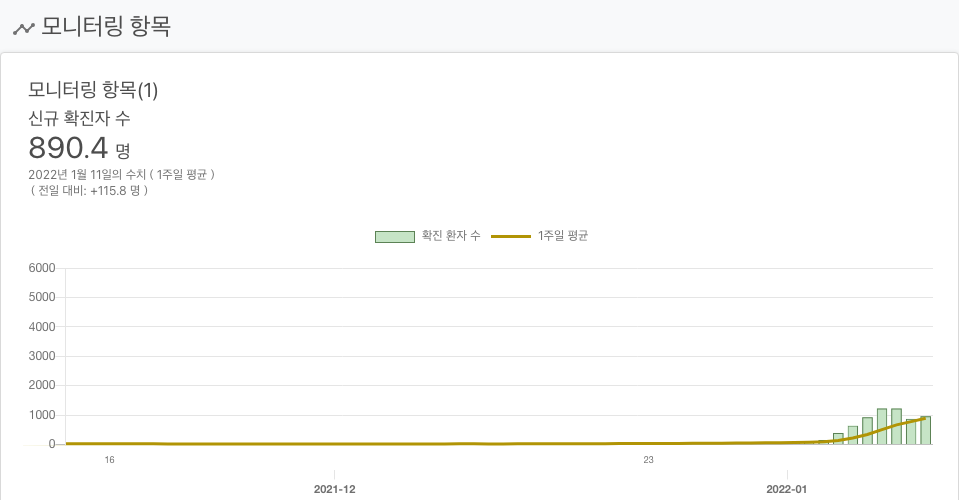 모니터링 항목
모니터링 항목(1)
신규 확진자 수
890.4 명
2022년 1월 11일의 수치 ( 1주일 평균 )
( 전일 대비: +115.8 명 )
확진 환자 수 1주일 평균
6000
5000
4000
3000
2000
1000
0
16 23
2021-12 2022-01